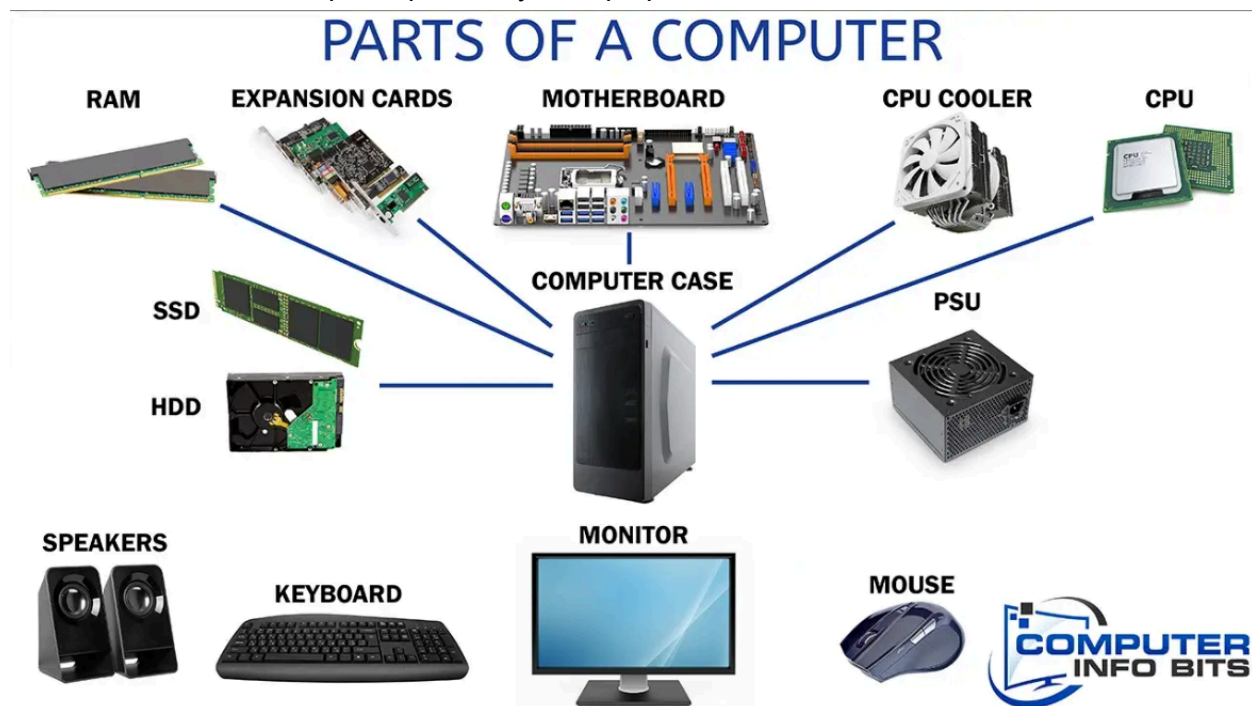 PARTS OF A COMPUTER
RAM
EXPANSION CARDS
MOTHERBOARD
CPU COOLER
CPU
CPU
COMPUTER CASE
SSD
PSU
HDD
SPEAKERS
KEYBOARD
MONITOR
MOUSE
COMPUTER
INFO BITS